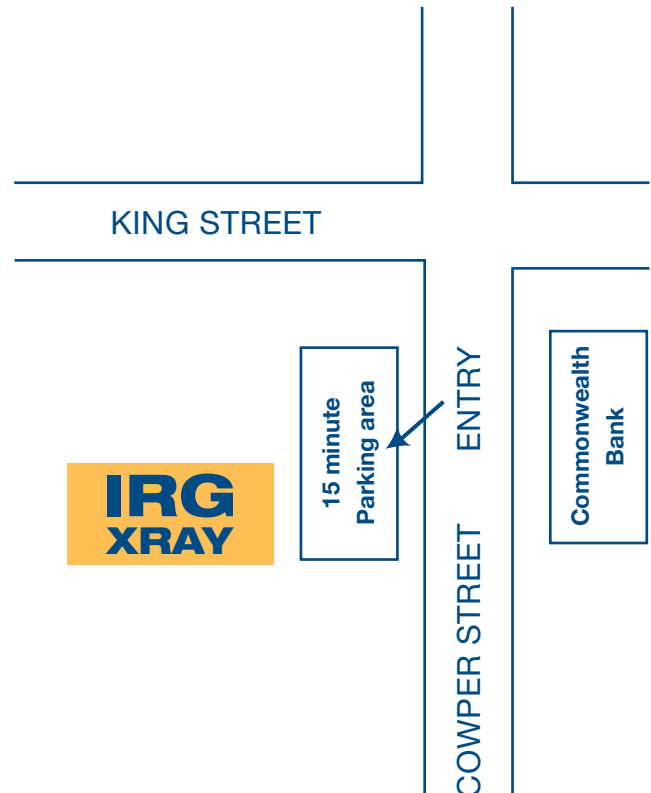 KING STREET
ENTRY
15 minute
Parking area
Commonwealth
Bank
IRG
XRAY
COWPER STREET